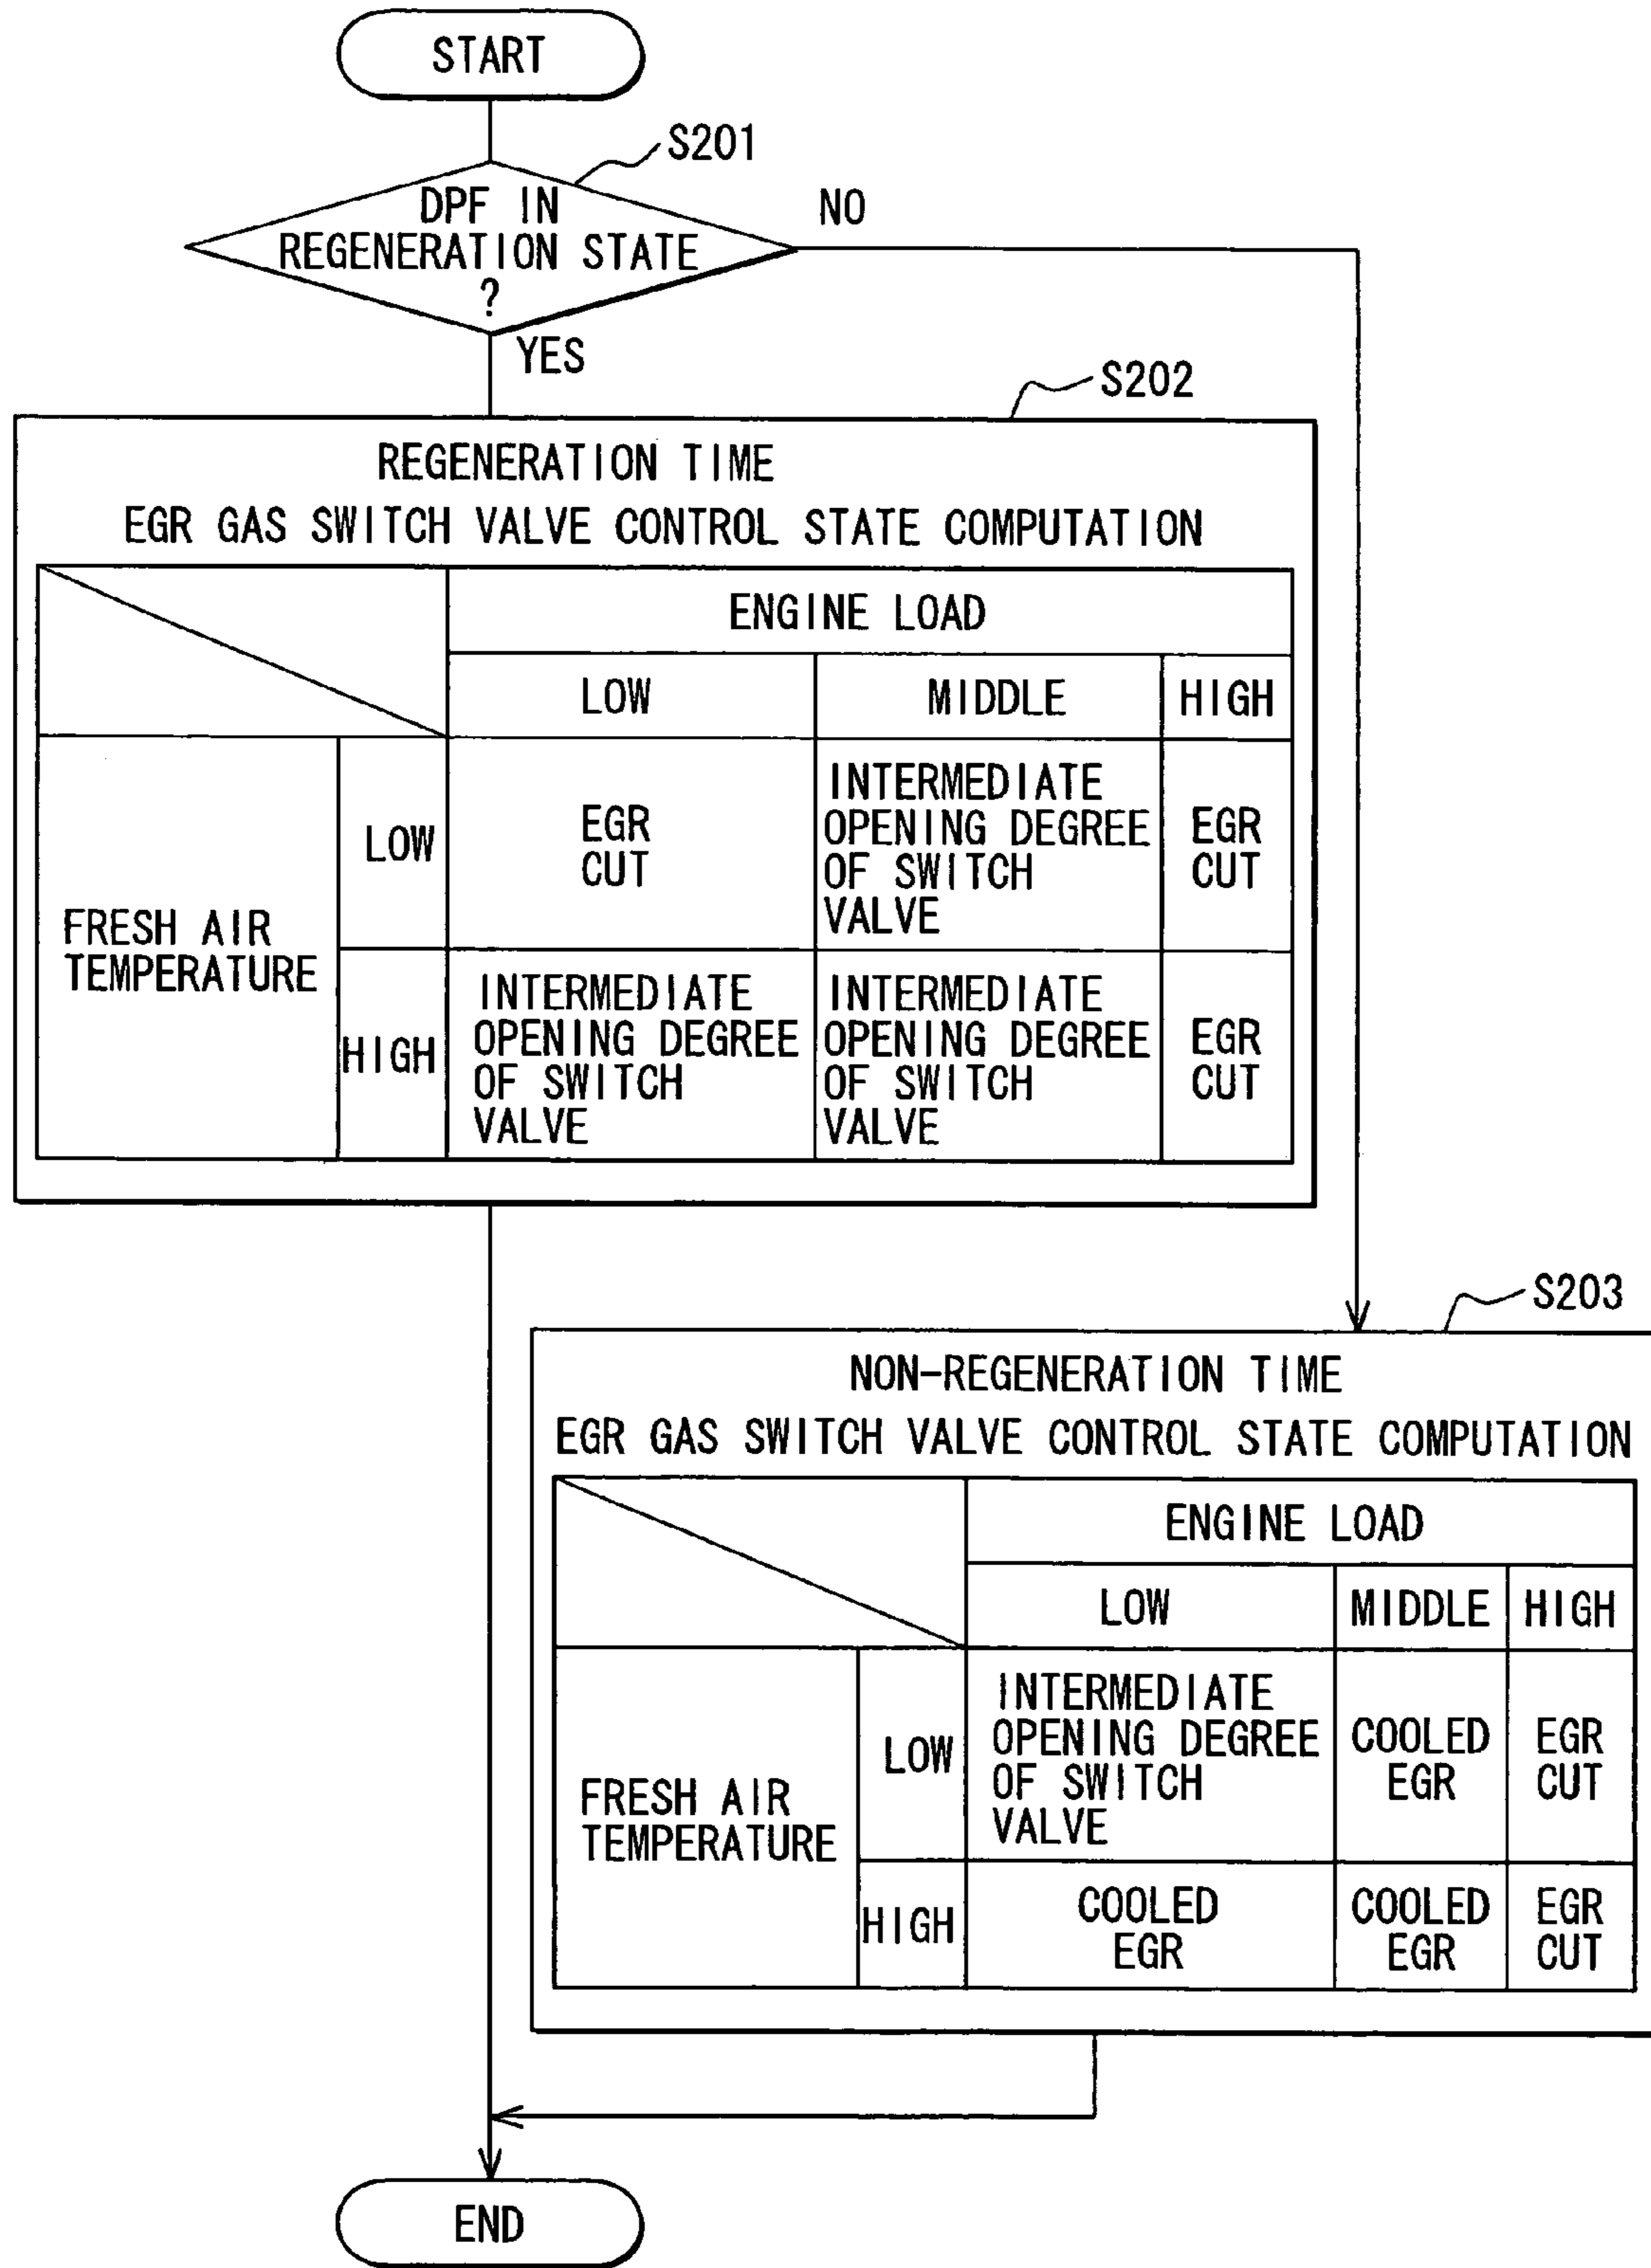 START
S201
DPF IN
REGENERATION STATE
?
NO
YES
S202
REGENERATION TIME
EGR GAS SWITCH VALVE CONTROL STATE COMPUTATION
ENGINE LOAD
LOW
MIDDLE
HIGH
FRESH AIR
TEMPERATURE
LOW
EGR
CUT
INTERMEDIATE
OPENING DEGREE
OF SWITCH
VALVE
EGR
CUT
HIGH
INTERMEDIATE
OPENING DEGREE
OF SWITCH
VALVE
INTERMEDIATE
OPENING DEGREE
OF SWITCH
VALVE
EGR
CUT
S203
NON-REGENERATION TIME
EGR GAS SWITCH VALVE CONTROL STATE COMPUTATION
ENGINE LOAD
LOW
MIDDLE
HIGH
FRESH AIR
TEMPERATURE
LOW
INTERMEDIATE
OPENING DEGREE
OF SWITCH
VALVE
COOLED
EGR
EGR
CUT
HIGH
COOLED
EGR
COOLED
EGR
EGR
CUT
END